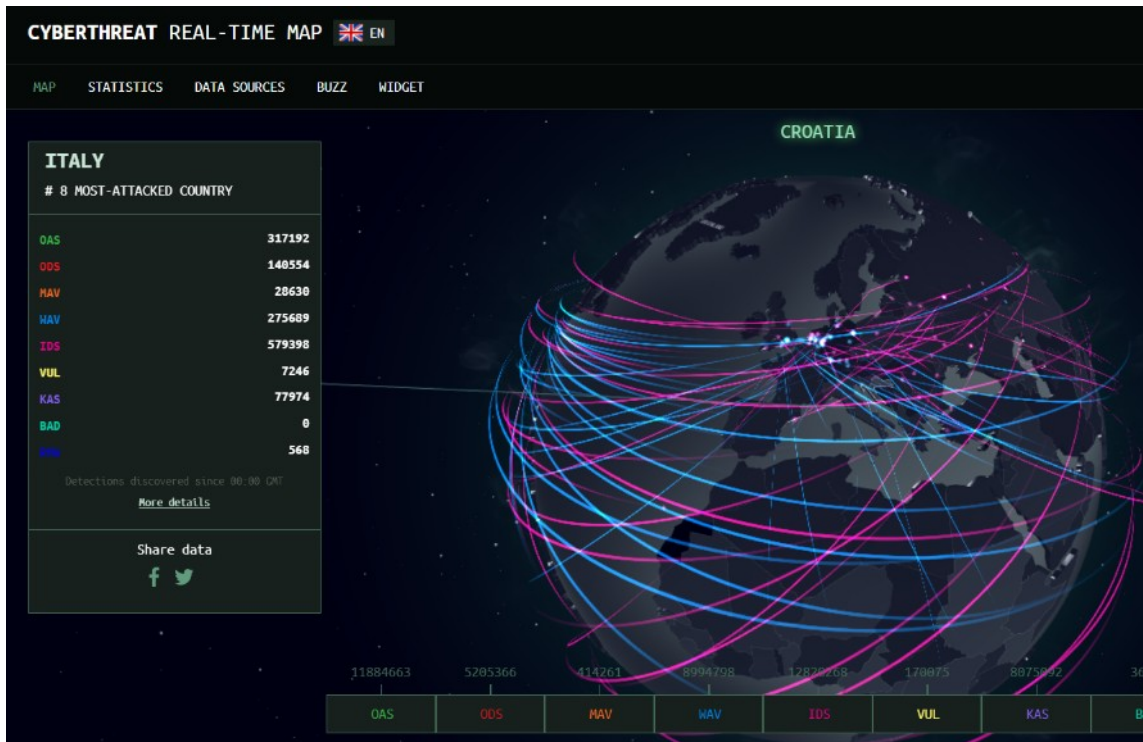 CYBERTHREAT REAL-TIME MAP EN
MAP STATISTICS DATA SOURCES BUZZ WIDGET
CROATIA
ITALY
# 8 MOST-ATTACKED COUNTRY
OAS 317192
ODS 140554
MAV 28630
WAV 275689
IDS 579398
VUL 7246
KAS 77974
BAD 0
568
Detections discovered since 00:00 GMT
More details
Share data
11884663 5205366 414261 8994798 170075
OAS ODS MAV WAV IDS VUL KAS